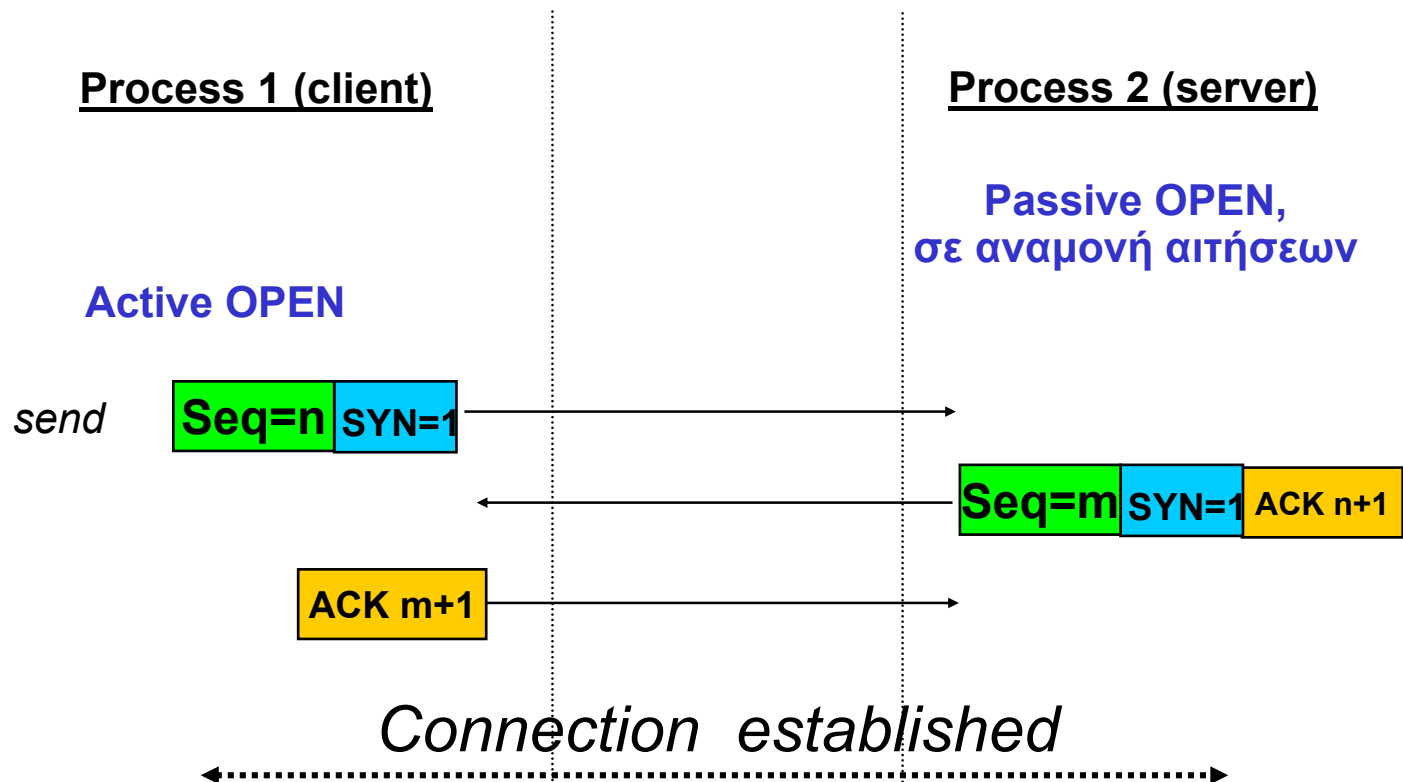 Process 1 (client)
Process 2 (server)
Passive OPEN,
σε αναμονή αιτήσεων
Active OPEN
send
Seq=n
SYN=1
Seq=m
SYN=1
ACK n+1
ACK m+1
Connection established